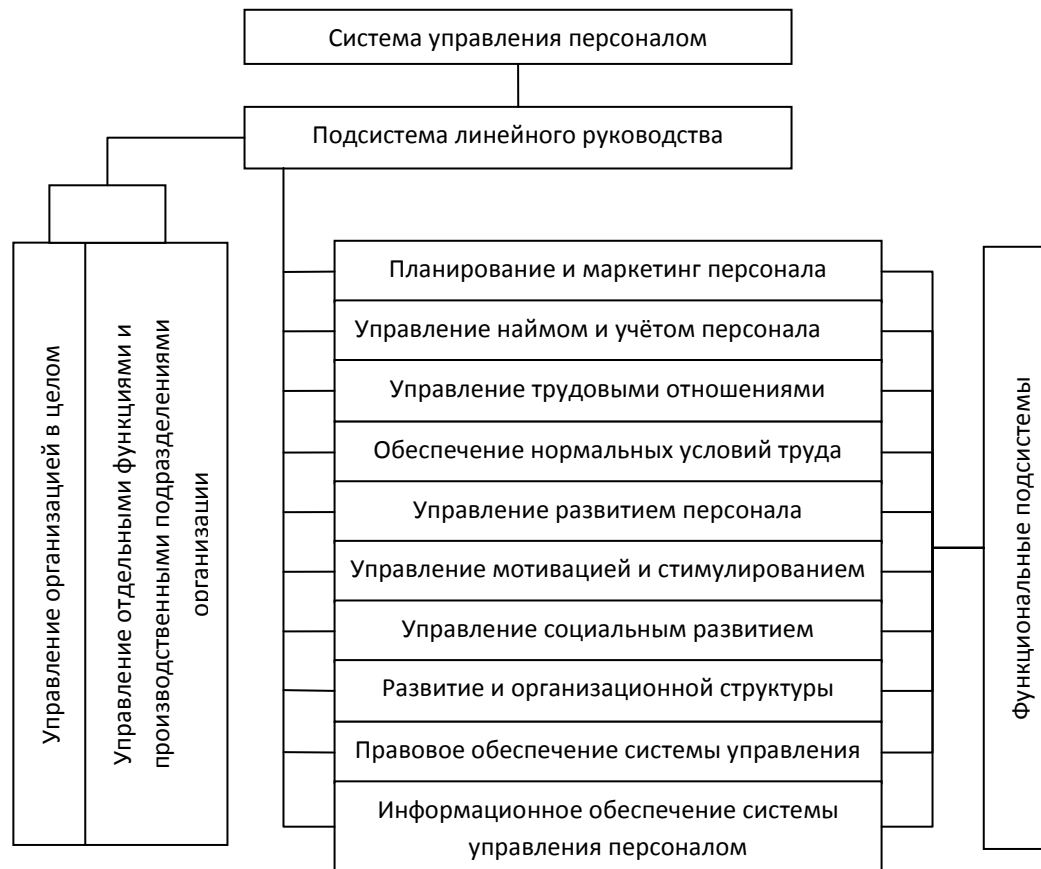 Система управления персоналом
Подсистема линейного руководства
Управление организацией в целом
Управление отдельными функциями и
производственными подразделениями
организации
Планирование и маркетинг персонала
Управление наймом и учётом персонала
Управление трудовыми отношениями
Обеспечение нормальных условий труда
Управление развитием персонала
Управление мотивацией и стимулированием
Управление социальным развитием
Развитие и организационной структуры
Правовое обеспечение системы управления
Информационное обеспечение системы
управления персоналом
Функциональные подсистемы